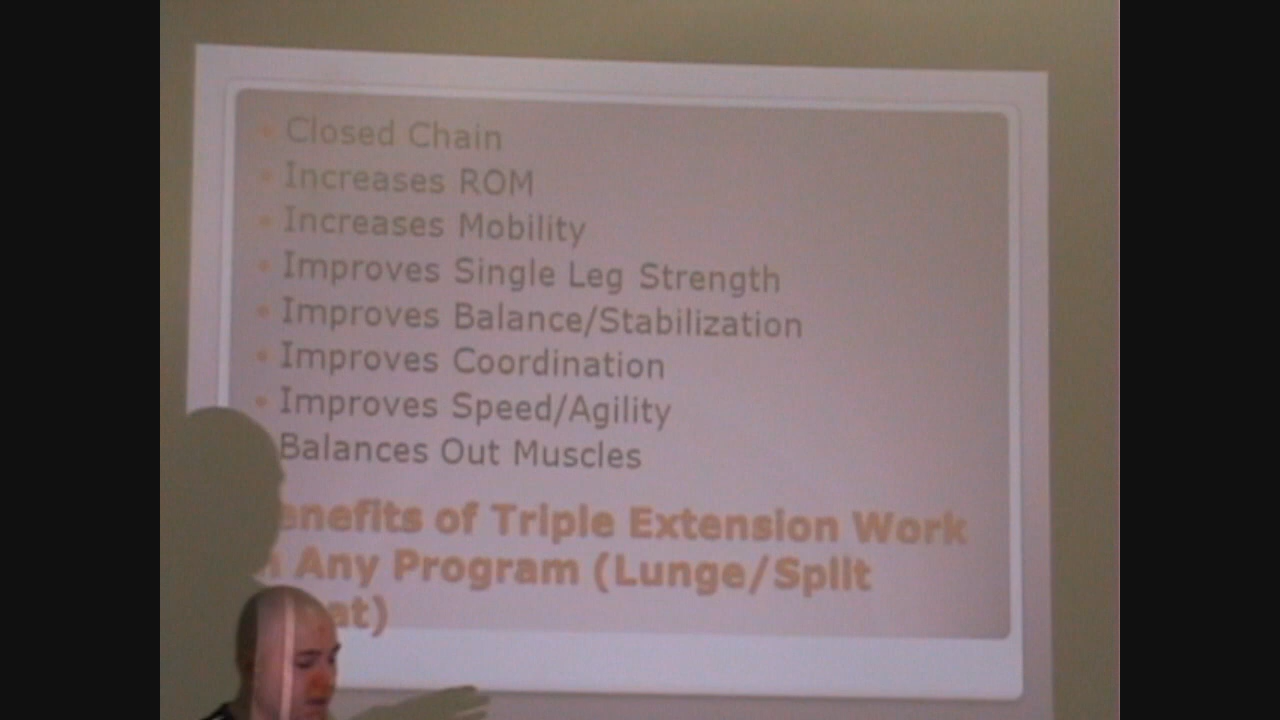 Closed Chain
Increases ROM
Increases Mobility
Improves Single Leg Strength
Improves Balance/Stabilization
Improves Coordination
Improves Speed/Agility
Balances Out Muscles
enefits of Triple Extension Work
Any Program (Lunge/Split
at)